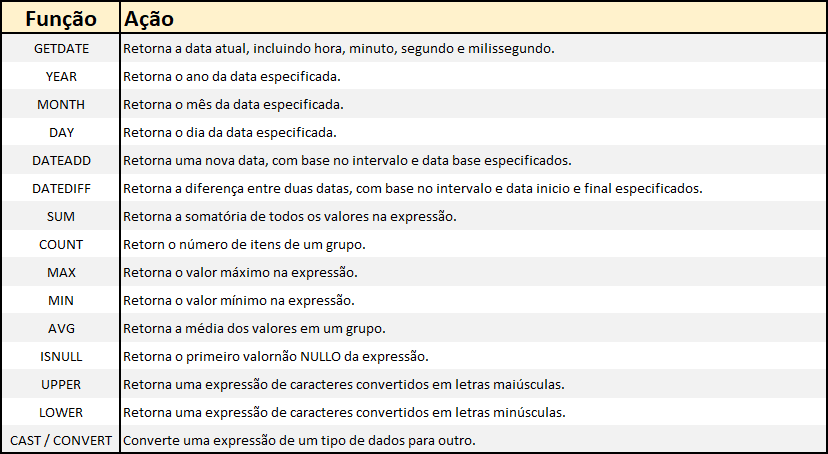 Função Ação
GETDATE Retorna a data atual, incluindo hora, minuto, segundo e milissegundo.
YEAR Retorna o ano da data especificada.
MONTH Retorna o mês da data especificada.
DAY Retorna o dia da data especificada.
DATEADD Retorna uma nova data, com base no intervalo e data base especificados.
DATEDIFF Retorna a diferença entre duas datas, com base no intervalo e data inicio e final especificados.
SUM Retorna a somatória de todos os valores na expressão.
COUNT Retorn o número de itens de um grupo.
MAX Retorna o valor máximo na expressão.
MIN Retorna o valor mínimo na expressão.
AVG Retorna a média dos valores em um grupo.
ISNULL Retorna o primeiro valornão NULLO da expressão.
UPPER Retorna uma expressão de caracteres convertidos em letras maiúsculas.
LOWER Retorna uma expressão de caracteres convertidos em letras minúsculas.
CAST / CONVERT Converte uma expressão de um tipo de dados para outro.